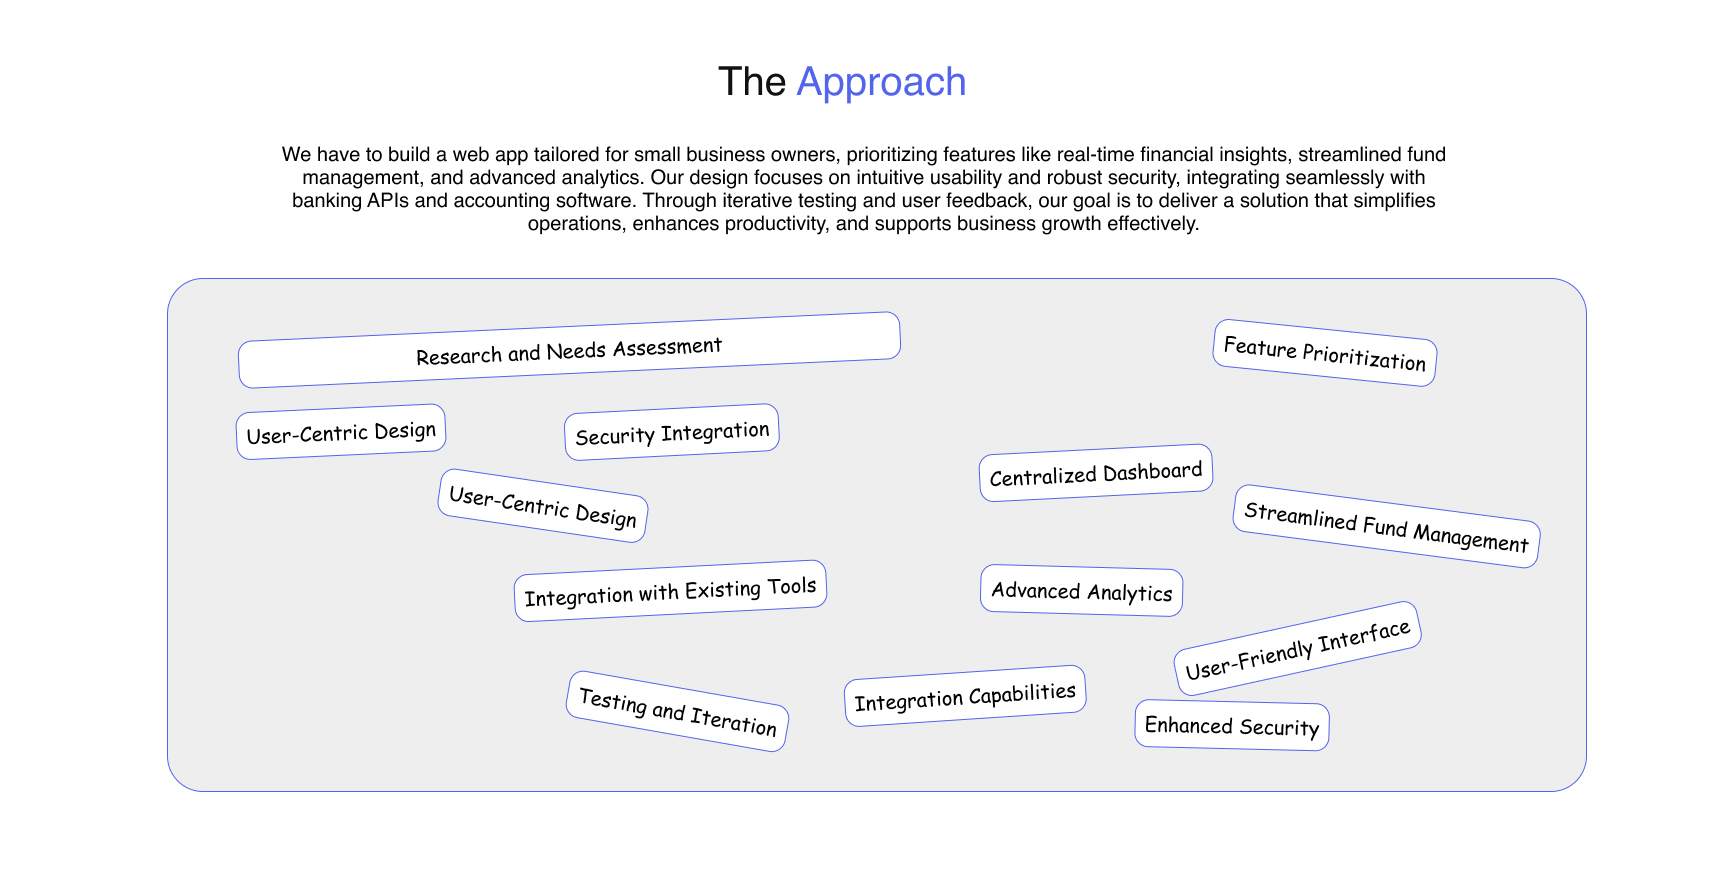 The Approach
We have to build a web app tailored for small business owners, prioritizing features like real-time financial insights, streamlined fund
management, and advanced analytics. Our design focuses on intuitive usability and robust security, integrating seamlessly with
banking APIs and accounting software. Through iterative testing and user feedback, our goal is to deliver a solution that simplifies
operations, enhances productivity, and supports business growth effectively.
Research and Needs Assessment
Feature Prioritization
User-Centric Design
Security Integration
Centralized Dashboard
User-Centric Design
Streamlined Fund Management
Integration with Existing Tools
Advanced Analytics
User-Friendly Interface
Testing and Iteration
Integration Capabilities
Enhanced Security